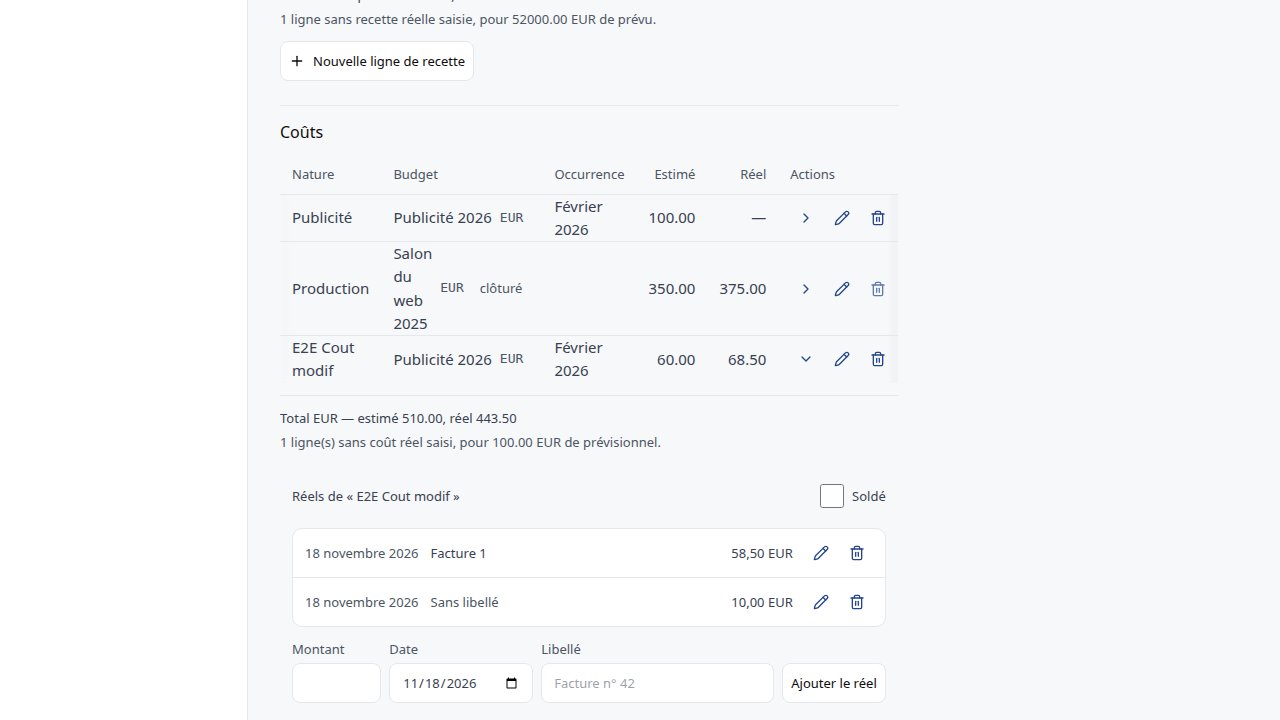 1 ligne sans recette réelle saisie, pour 52000.00 EUR de prévu.
Nouvelle ligne de recette
Coûts
Nature Budget Occurrence Estimé Réel Actions
Publicité Publicité 2026 EUR Février 2026 100.00 —
Production Salon du web 2025 EUR clôturé 350.00 375.00
E2E Cout modif Publicité 2026 EUR Février 2026 60.00 68.50
Total EUR — estimé 510.00, réel 443.50
1 ligne(s) sans coût réel saisi, pour 100.00 EUR de prévisionnel.
Réels de « E2E Cout modif » Soldé
18 novembre 2026 Facture 1 58,50 EUR
18 novembre 2026 Sans libellé 10,00 EUR
Montant Date Libellé
11/18/2026 Facture n° 42 Ajouter le réel